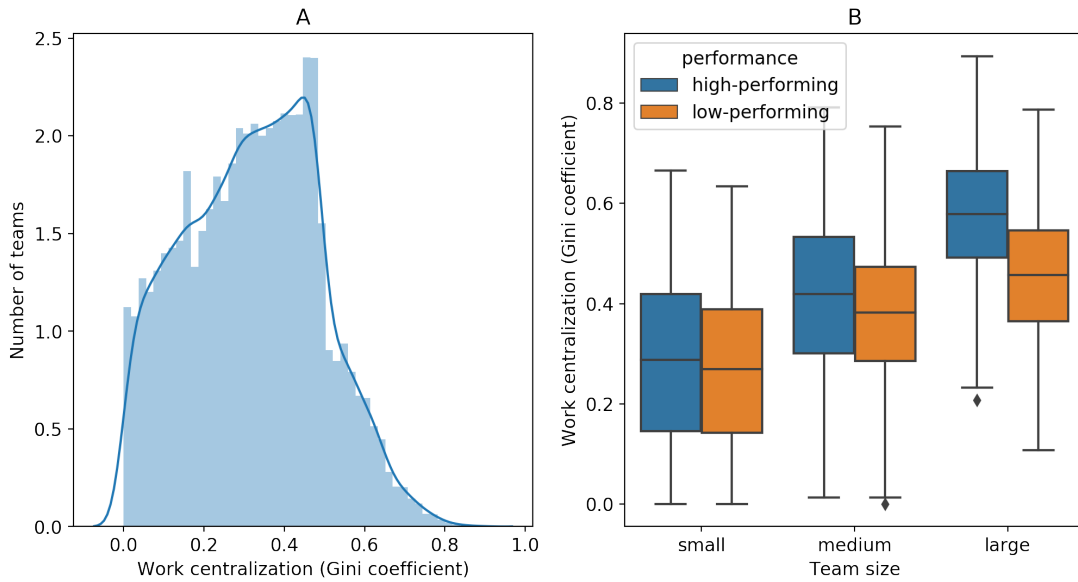 A
Number of teams
2.5
2.0
1.5
1.0
0.5
0.0
0.0 0.2 0.4 0.6 0.8 1.0
Work centralization (Gini coefficient)
B
performance
high-performing
low-performing
Work centralization (Gini coefficient)
0.8
0.6
0.4
0.2
0.0
small medium large
Team size